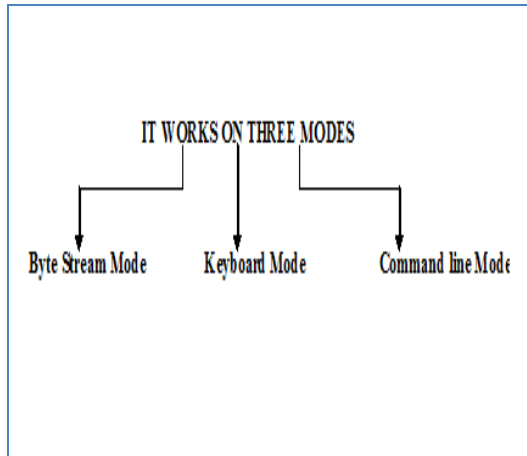 IT WORKS ON THREE MODES
Byte Stream Mode Keyboard Mode Command line Mode